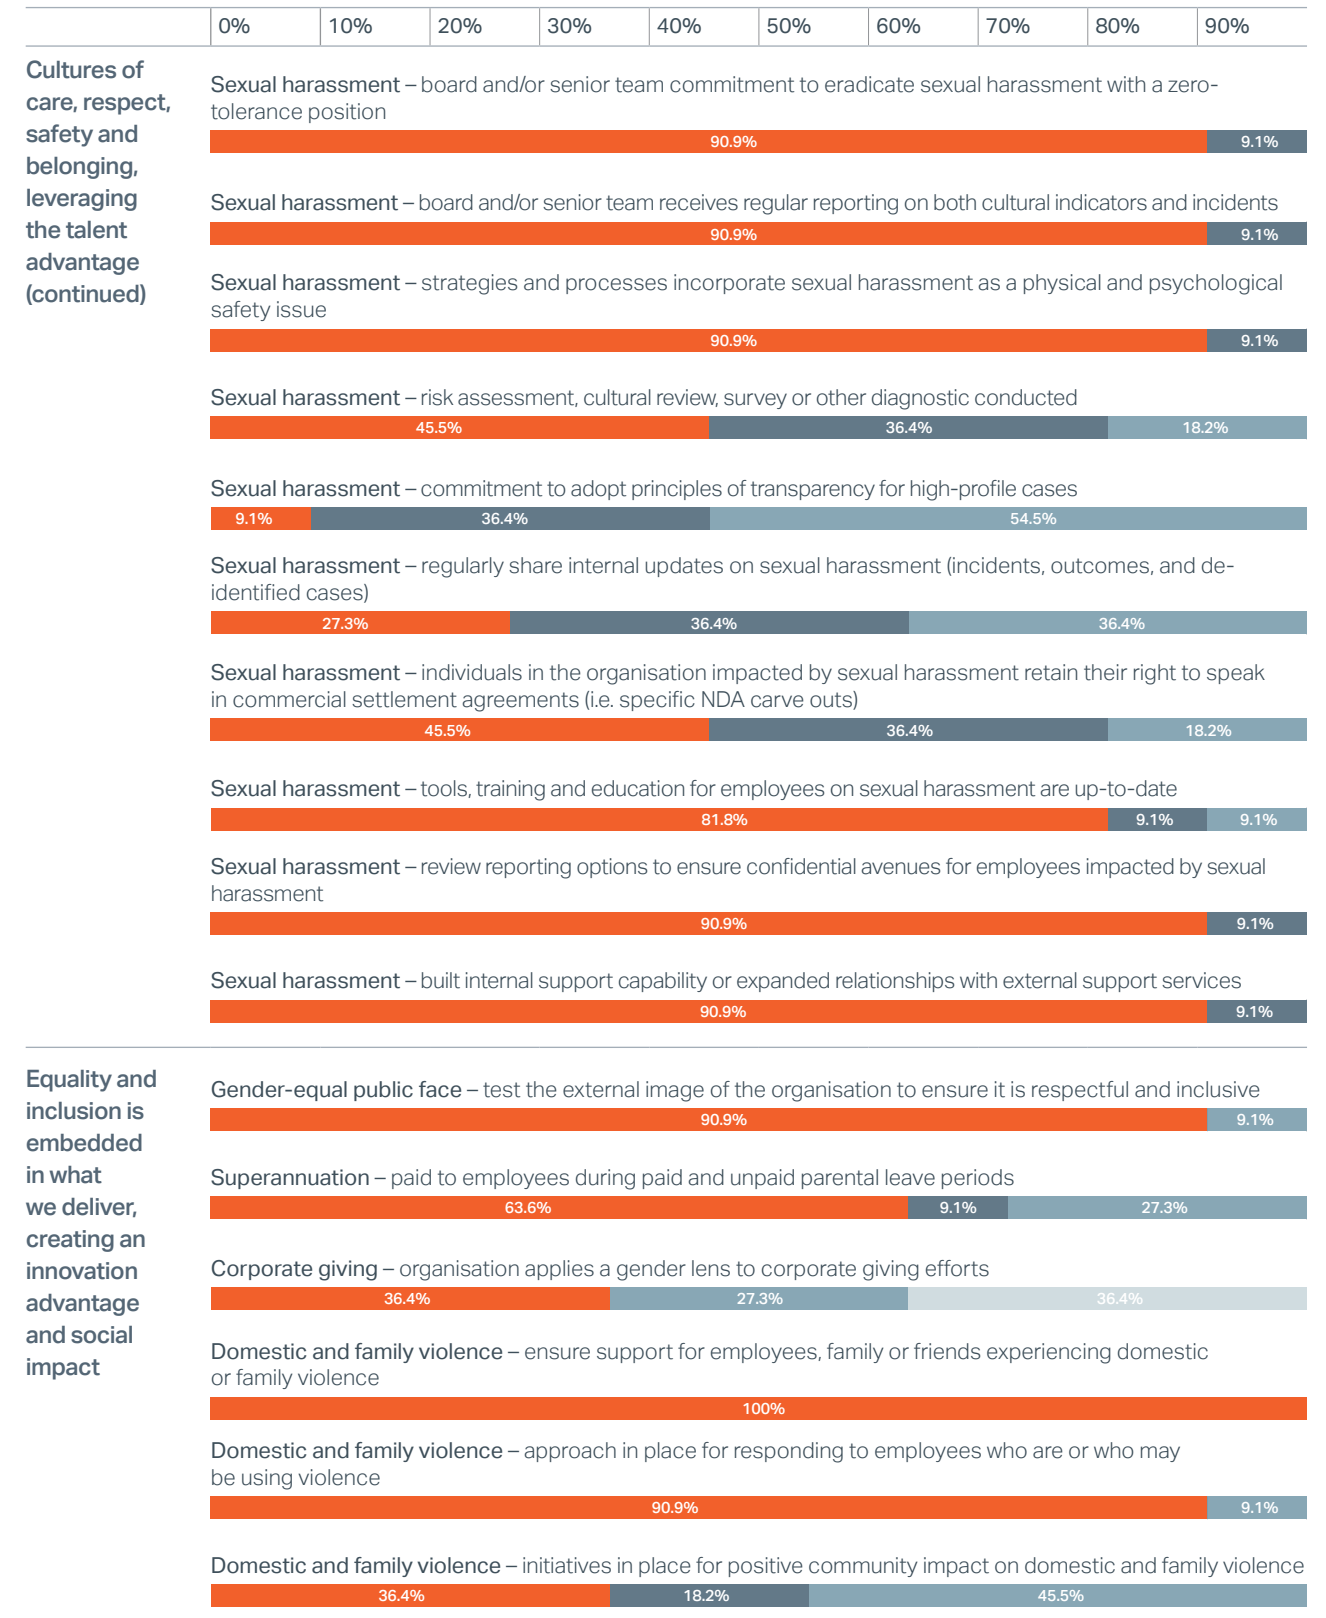 0% 10% 20% 30% 40% 50% 60% 70% 80% 90%
Cultures of
care, respect,
safety and
belonging,
leveraging
the talent
advantage
(continued)
Sexual harassment – board and/or senior team commitment to eradicate sexual harassment with a zero-
tolerance position
90.9% 9.1%
Sexual harassment – board and/or senior team receives regular reporting on both cultural indicators and incidents
90.9% 9.1%
Sexual harassment – strategies and processes incorporate sexual harassment as a physical and psychological
safety issue
90.9% 9.1%
Sexual harassment – risk assessment, cultural review, survey or other diagnostic conducted
45.5% 36.4% 18.2%
Sexual harassment – commitment to adopt principles of transparency for high-profile cases
9.1% 36.4% 54.5%
Sexual harassment – regularly share internal updates on sexual harassment (incidents, outcomes, and de-
identified cases)
27.3% 36.4% 36.4%
Sexual harassment – individuals in the organisation impacted by sexual harassment retain their right to speak
in commercial settlement agreements (i.e. specific NDA carve outs)
45.5% 36.4% 18.2%
Sexual harassment – tools, training and education for employees on sexual harassment are up-to-date
81.8% 9.1% 9.1%
Sexual harassment – review reporting options to ensure confidential avenues for employees impacted by sexual
harassment
90.9% 9.1%
Sexual harassment – built internal support capability or expanded relationships with external support services
90.9% 9.1%
Equality and
inclusion is
embedded
in what
we deliver,
creating an
innovation
advantage
and social
impact
Gender-equal public face – test the external image of the organisation to ensure it is respectful and inclusive
90.9% 9.1%
Superannuation – paid to employees during paid and unpaid parental leave periods
63.6% 9.1% 27.3%
Corporate giving – organisation applies a gender lens to corporate giving efforts
36.4% 27.3% 36.4%
Domestic and family violence – ensure support for employees, family or friends experiencing domestic
or family violence
100%
Domestic and family violence – approach in place for responding to employees who are or who may
be using violence
90.9% 9.1%
Domestic and family violence – initiatives in place for positive community impact on domestic and family violence
36.4% 18.2% 45.5%